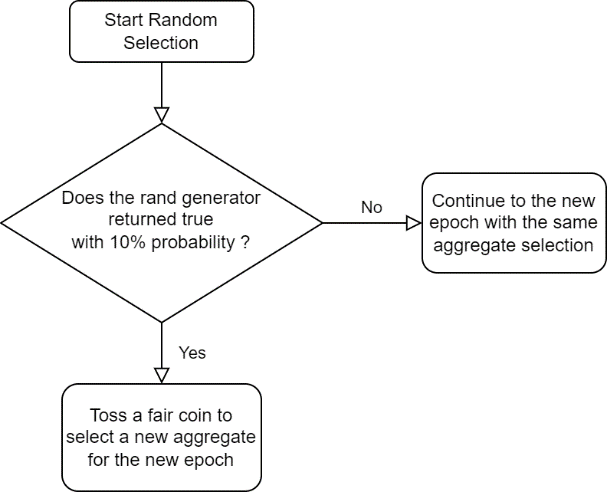 Start Random
Selection
Does the rand generator
returned true
with 10% probability ?
No
Continue to the new
epoch with the same
aggregate selection
Yes
Toss a fair coin to
select a new aggregate
for the new epoch